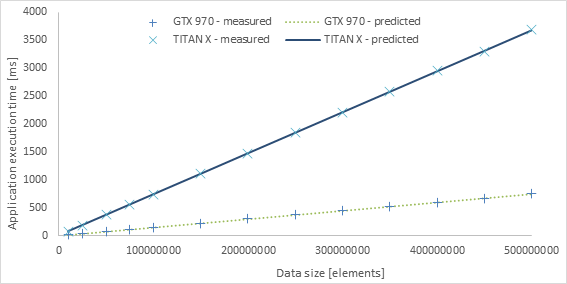 4000
3500
3000
2500
2000
1500
1000
500
0
GTX 970 - measured
GTX 970 - predicted
TITAN X - measured
TITAN X - predicted
Application execution time [ms]
0
100000000
200000000
300000000
400000000
500000000
Data size [elements]